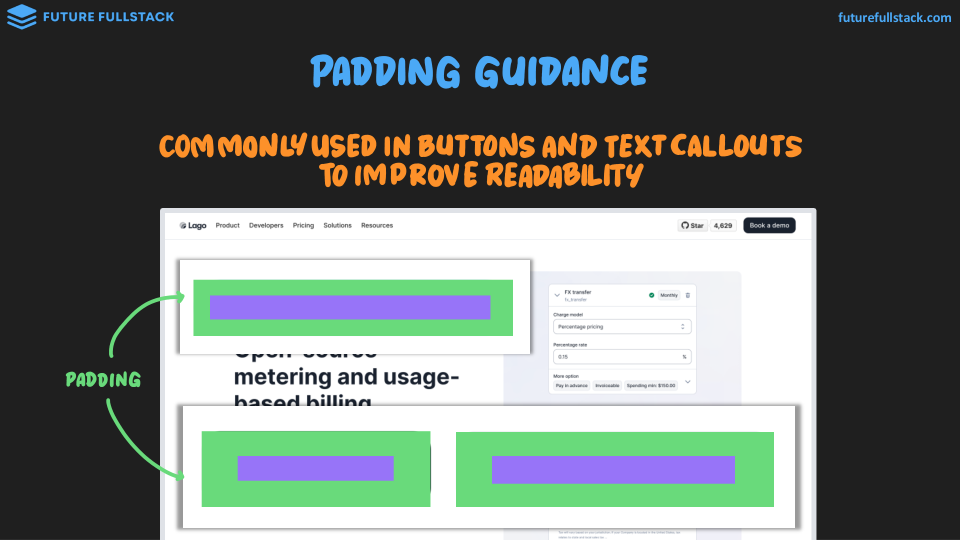 FUTURE FULLSTACK
futurefullstack.com
PADDING GUIDANCE
COMMONLY USED IN BUTTONS AND TEXT CALLOUTS
TO IMPROVE READABILITY
Lago Product Developers Pricing Solutions Resources Star 4,629 Book a demo
FX transfer
fx_transfer
Monthly
Charge model
Percentage pricing
Percentage rate
0.15 %
More option
Pay in advance Invoiceable Spending min: $150.00
PADDING
Open-source
metering and usage-
based billing